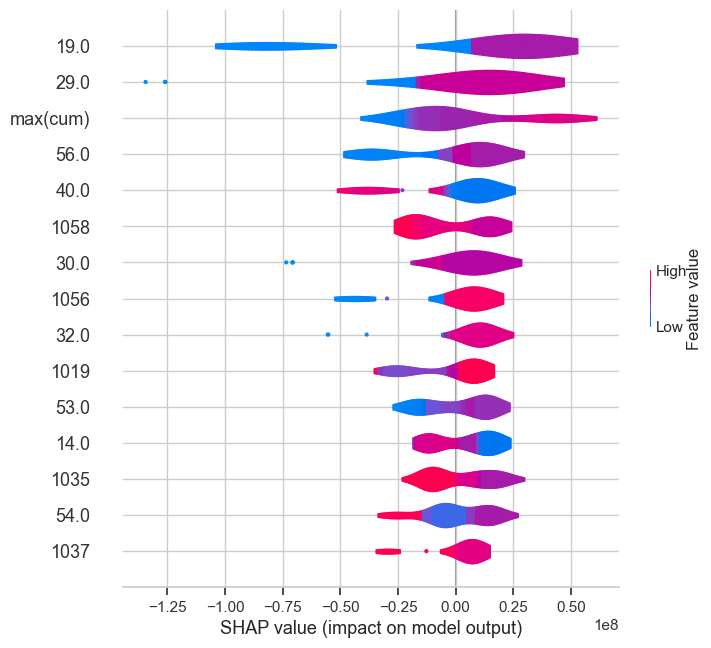 19.0
29.0
max(cum)
56.0
40.0
1058
30.0
1056
32.0
1019
53.0
14.0
1035
54.0
1037
−1.25 −1.00 −0.75 −0.50 −0.25 0.00 0.25 0.50
1e8
SHAP value (impact on model output)
High
Low
Feature value